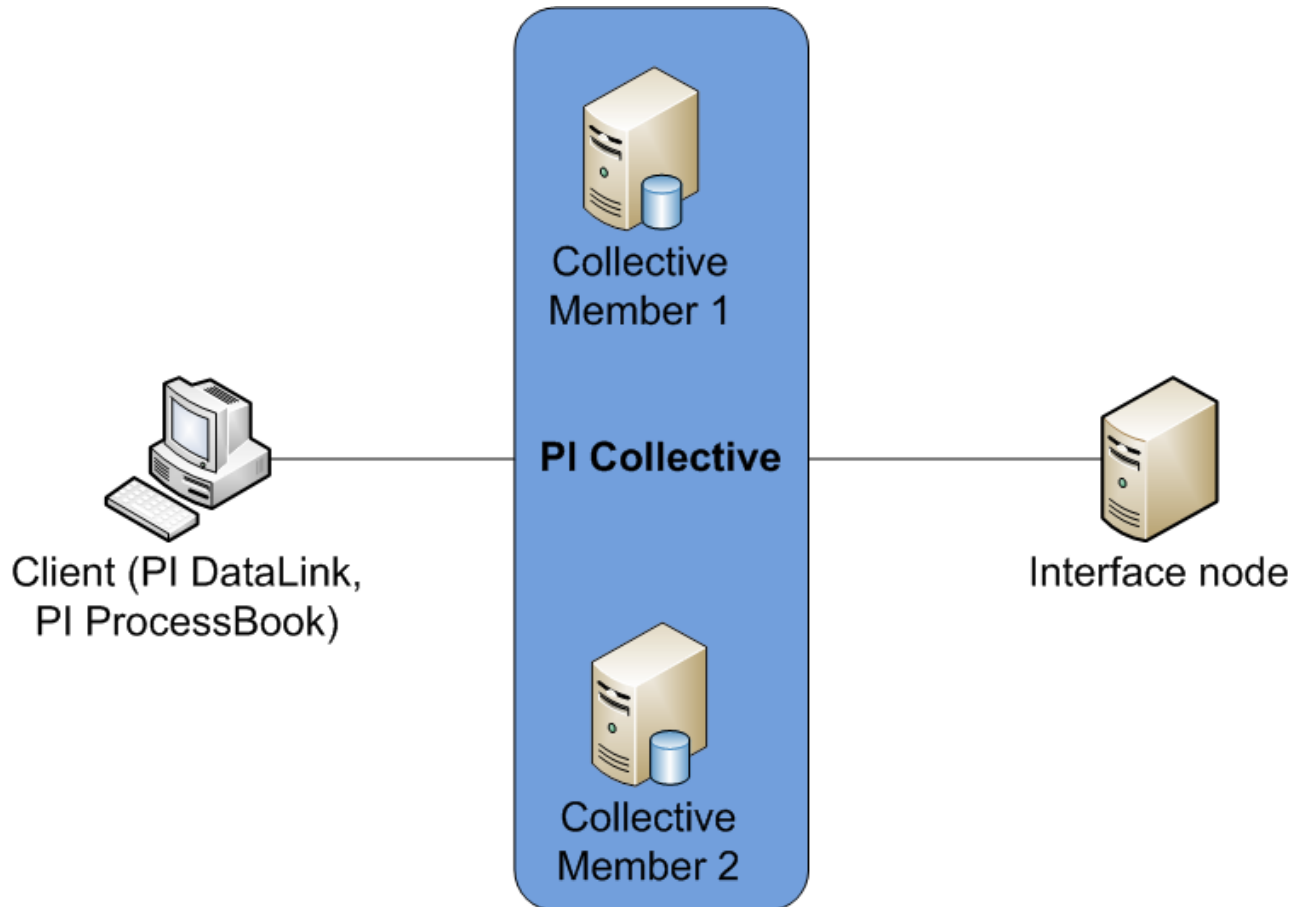 Collective
Member 1
PI Collective
Client (PI DataLink,
PI ProcessBook)
Interface node
Collective
Member 2